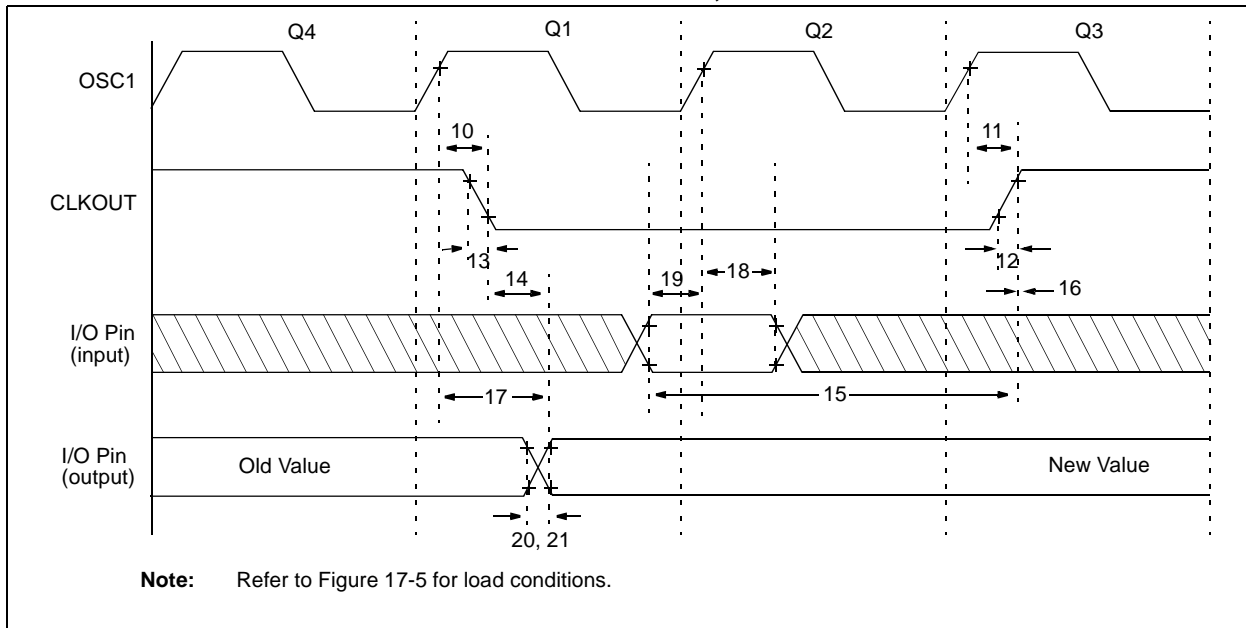 Q4 Q1 Q2 Q3
OSC1
10 11
CLKOUT
13 12
14 19 18 16
I/O Pin
(input)
17 15
I/O Pin
(output)
Old Value New Value
20, 21
Note: Refer to Figure 17-5 for load conditions.